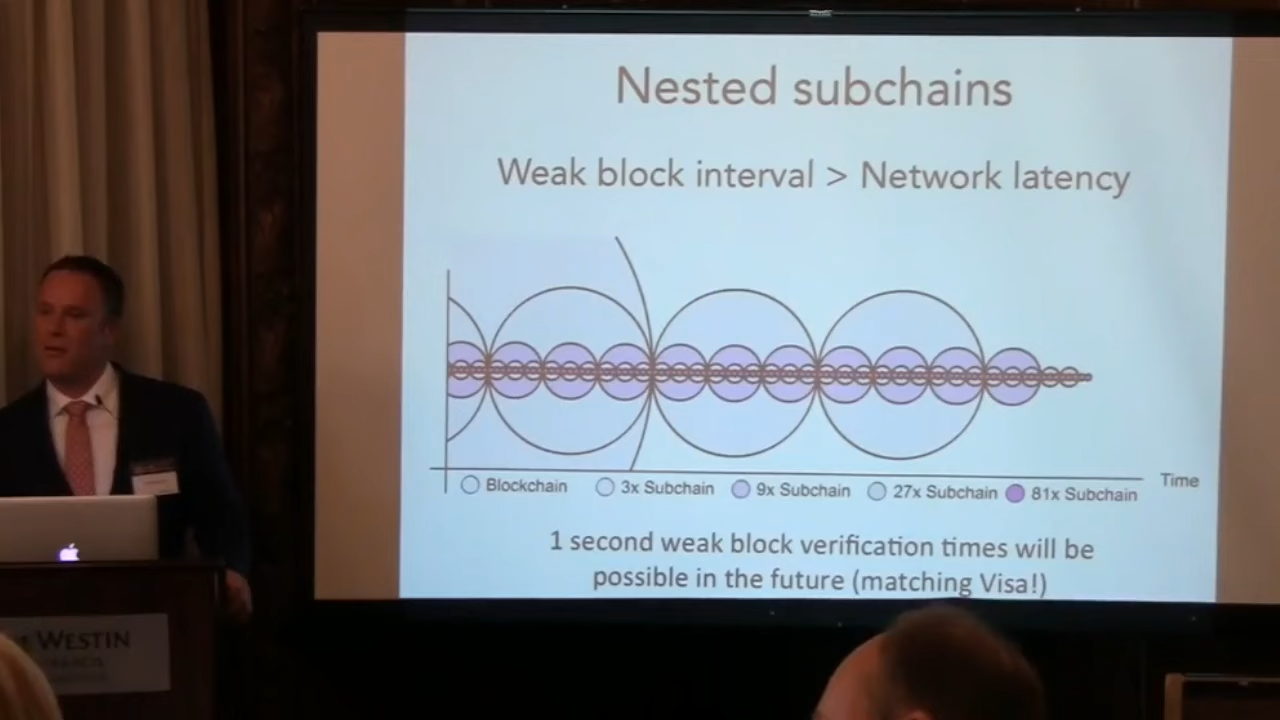 Nested subchains
Weak block interval > Network latency
Time
Blockchain 3x Subchain 9x Subchain 27x Subchain 81x Subchain
1 second weak block verification times will be
possible in the future (matching Visa!)
WESTIN